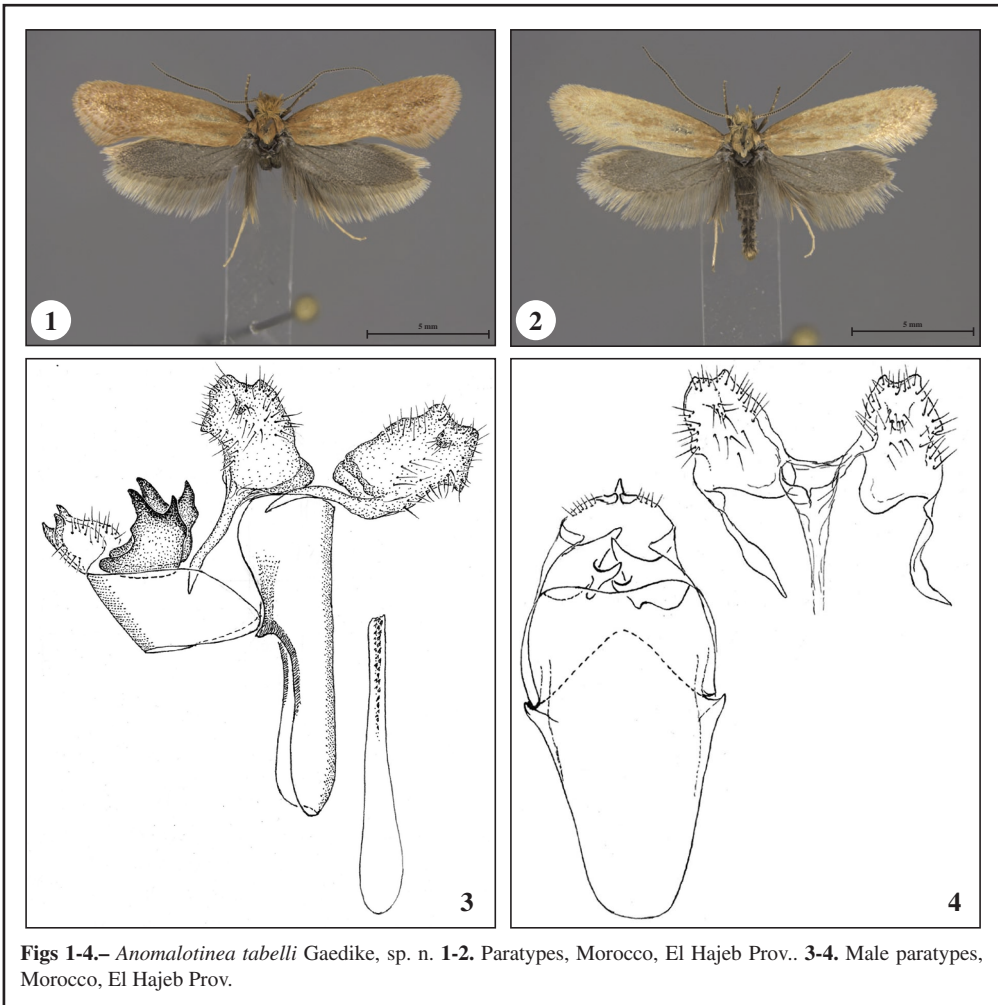 1
5 mm
2
5 mm
3
4
Figs 1-4.– Anomalotinea tabelli Gaedike, sp. n. 1-2. Paratypes, Morocco, El Hajeb Prov.. 3-4. Male paratypes,
Morocco, El Hajeb Prov.